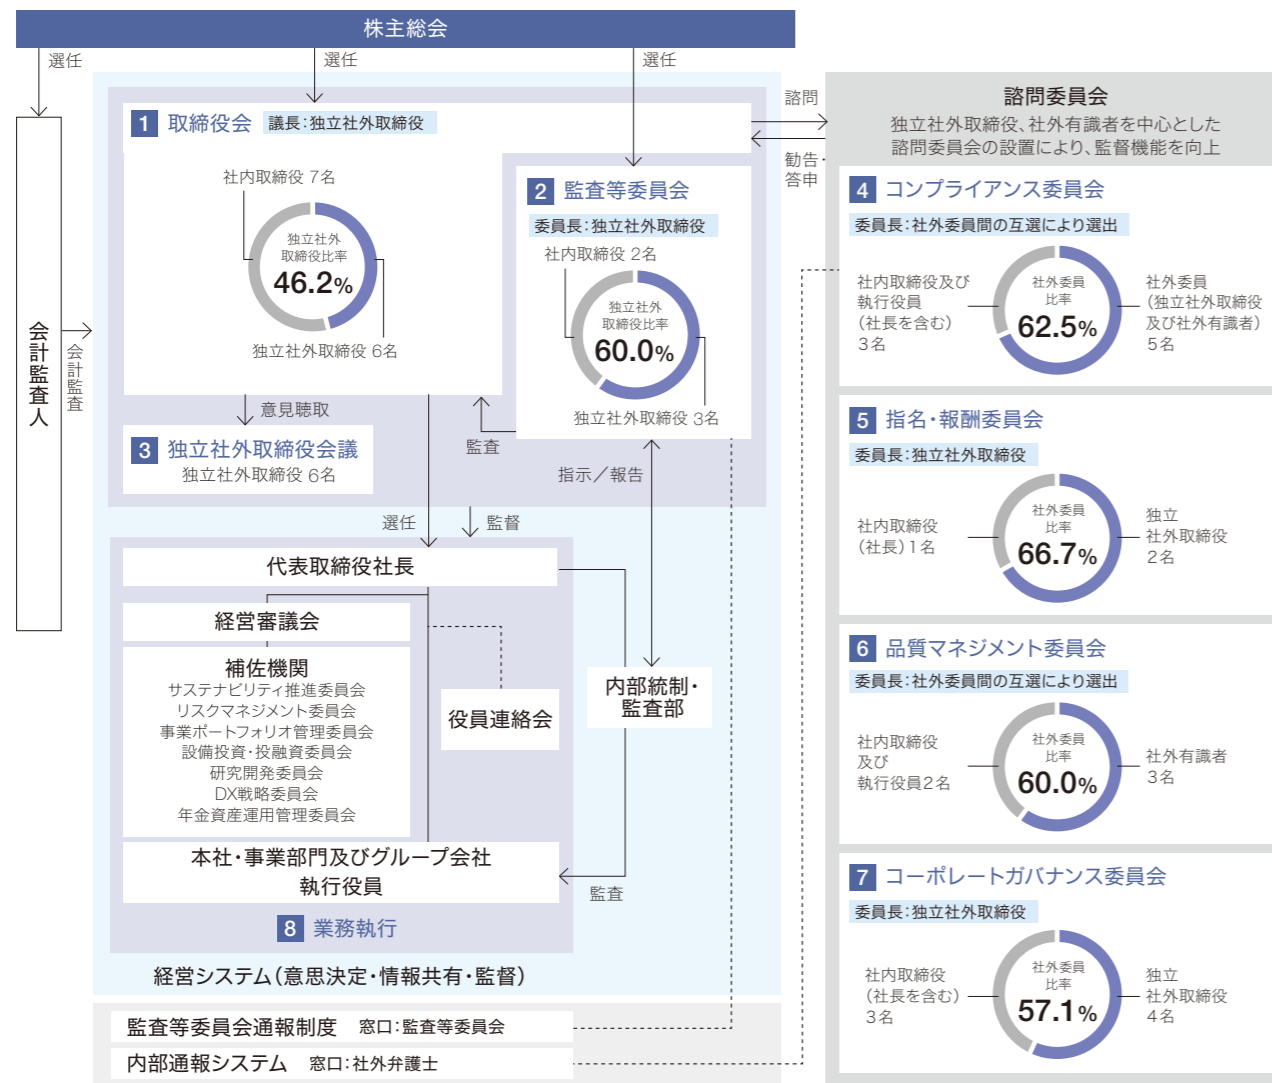 株主総会
選任
選任
選任
会計監査人
会計監査
1 取締役会 議長：独立社外取締役
社内取締役 7名
独立社外
取締役比率
46.2%
独立社外取締役 6名
2 監査等委員会
委員長：独立社外取締役
社内取締役 2名
独立社外
取締役比率
60.0%
独立社外取締役 3名
意見聴取
3 独立社外取締役会議
独立社外取締役 6名
監査
指示／報告
選任
監督
代表取締役社長
経営審議会
補佐機関
サステナビリティ推進委員会
リスクマネジメント委員会
事業ポートフォリオ管理委員会
設備投資・投融資委員会
研究開発委員会
DX戦略委員会
年金資産運用管理委員会
役員連絡会
内部統制・
監査部
本社・事業部門及びグループ会社
執行役員
監査
8 業務執行
経営システム（意思決定・情報共有・監督）
監査等委員会通報制度 窓口：監査等委員会
内部通報システム 窓口：社外弁護士
諮問
勧告・
答申
諮問委員会
独立社外取締役、社外有識者を中心とした
諮問委員会の設置により、監督機能を向上
4 コンプライアンス委員会
委員長：社外委員間の互選により選出
社内取締役及び
執行役員
（社長を含む）
3名
社外委員
比率
62.5%
社外委員
（独立社外取締役
及び社外有識者）
5名
5 指名・報酬委員会
委員長：独立社外取締役
社内取締役
（社長）1名
社外委員
比率
66.7%
独立
社外取締役
2名
6 品質マネジメント委員会
委員長：社外委員間の互選により選出
社内取締役
及び
執行役員2名
社外委員
比率
60.0%
社外有識者
3名
7 コーポレートガバナンス委員会
委員長：独立社外取締役
社内取締役
（社長を含む）
3名
社外委員
比率
57.1%
独立
社外取締役
4名